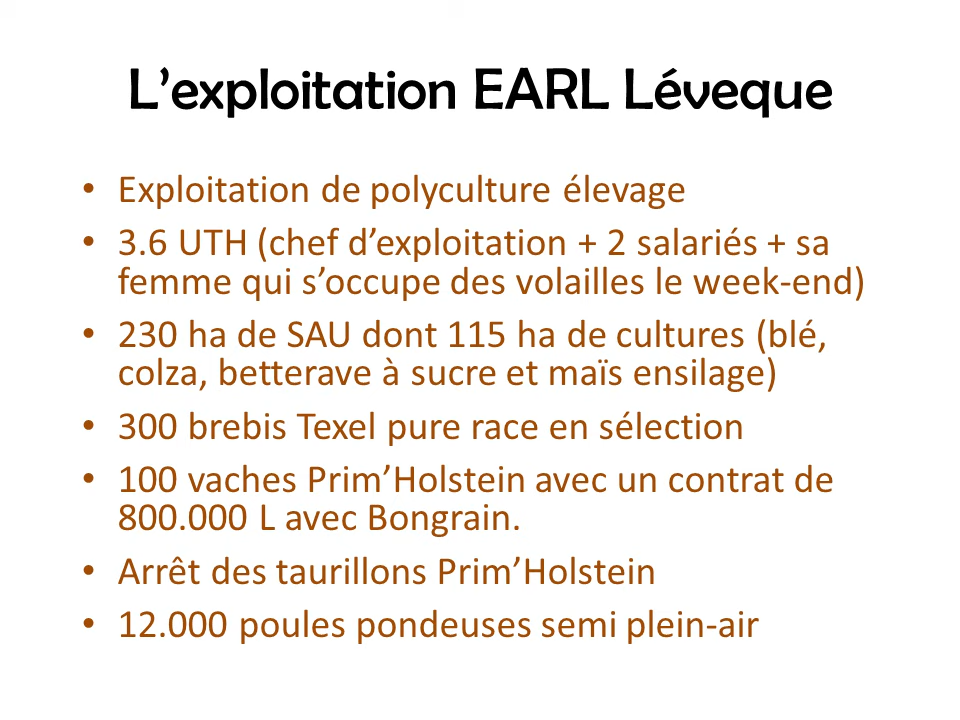 L’exploitation EARL Léveque
• Exploitation de polyculture élevage
• 3.6 UTH (chef d’exploitation + 2 salariés + sa
femme qui s’occupe des volailles le week-end)
• 230 ha de SAU dont 115 ha de cultures (blé,
colza, betterave à sucre et maïs ensilage)
• 300 brebis Texel pure race en sélection
• 100 vaches Prim’Holstein avec un contrat de
800.000 L avec Bongrain.
• Arrêt des taurillons Prim’Holstein
• 12.000 poules pondeuses semi plein-air